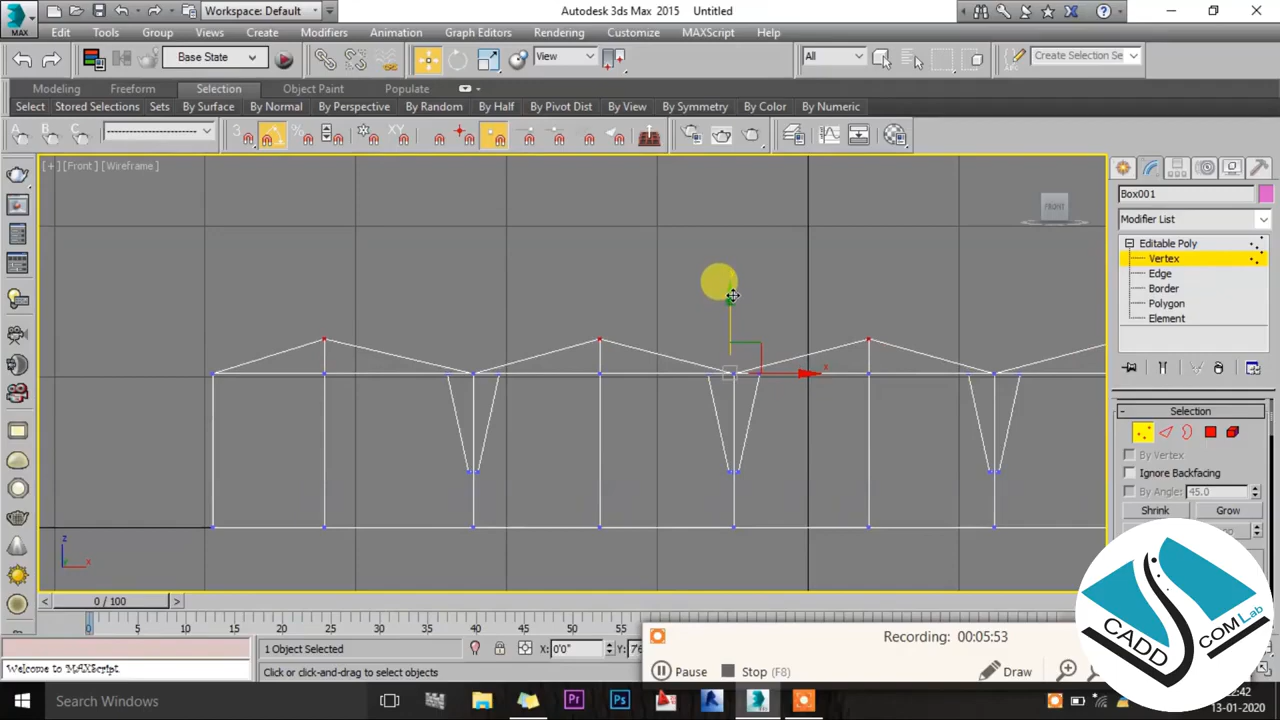 MAX
Workspace: Default
Autodesk 3ds Max 2015 Untitled
Edit Tools Group Views Create Modifiers Animation Graph Editors Rendering Customize MAXScript Help
Base State
View
All
Create Selection Se
Modeling Freeform Selection Object Paint Populate
Select Stored Selections Sets By Surface By Normal By Perspective By Random By Half By Pivot Dist By View By Symmetry By Color By Numeric
[+] [Front] [Wireframe]
FRONT
x
z
x
Box001
Modifier List
Editable Poly
Vertex
Edge
Border
Polygon
Element
Selection
By Vertex
Ignore Backfacing
By Angle: 45.0
Shrink Grow
0 / 100
0 5 10 15 20 25 30 35 40 45 50 55
1 Object Selected
X: 0'0"
Click or click-and-drag to select objects
Welcome to MAXScript
Recording: 00:05:53
Pause Stop (F8) Draw
CADD COM Lab
Search Windows
13-01-2020